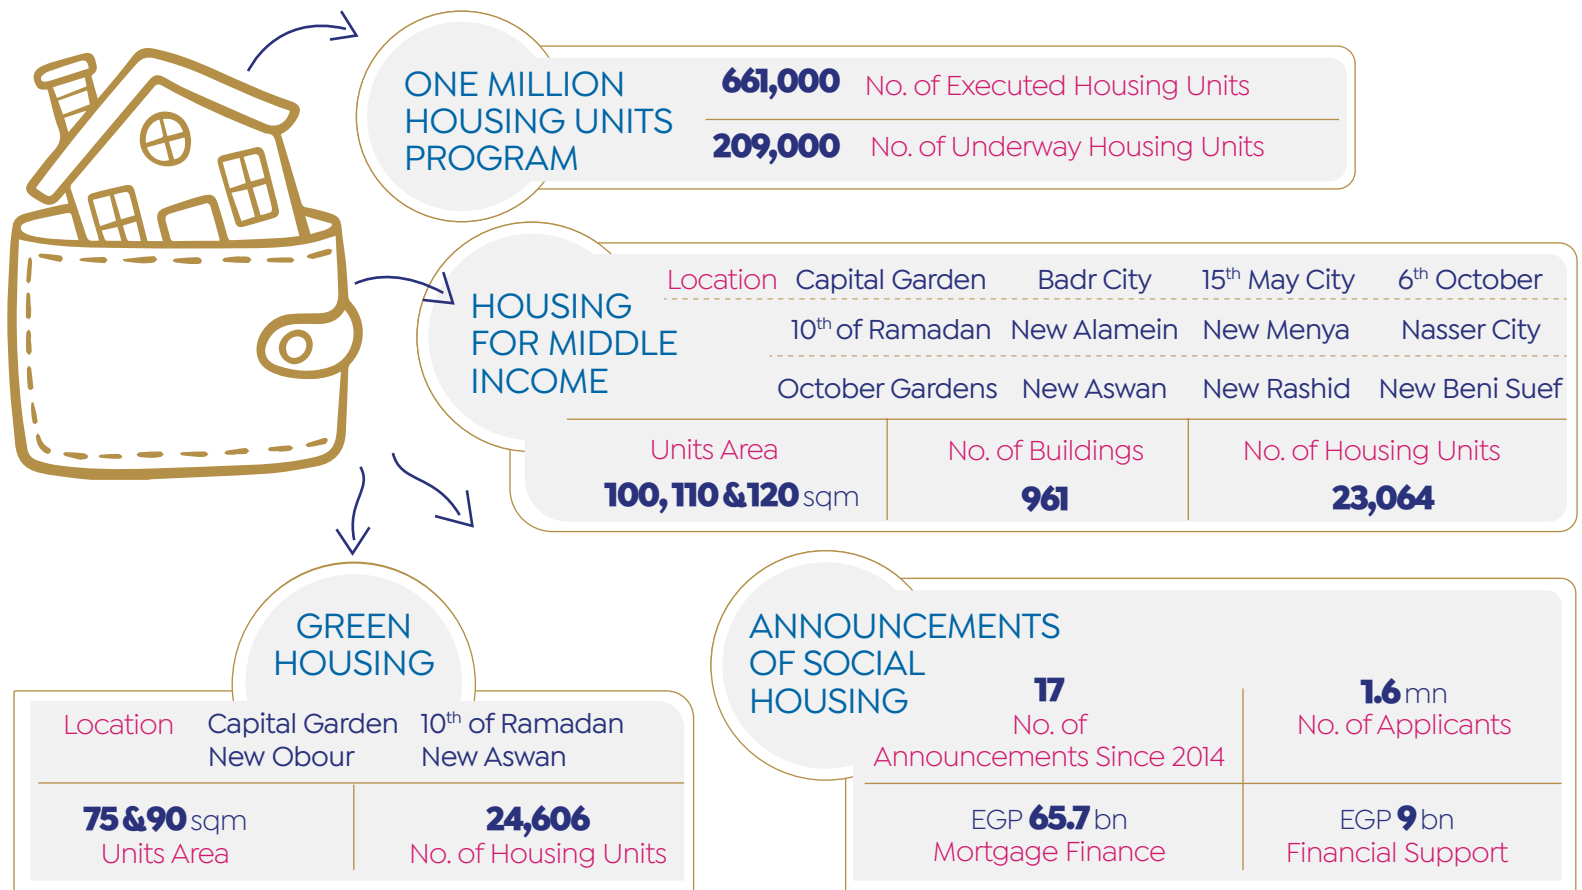 ONE MILLION
HOUSING UNITS
PROGRAM
661,000 No. of Executed Housing Units
209,000 No. of Underway Housing Units
HOUSING
FOR MIDDLE
INCOME
Location Capital Garden Badr City 15th May City 6th October
10th of Ramadan New Alamein New Menya Nasser City
October Gardens New Aswan New Rashid New Beni Suef
Units Area No. of Buildings No. of Housing Units
100, 110 &120 sqm 961 23,064
GREEN
HOUSING
Location Capital Garden 10th of Ramadan
New Obour New Aswan
75 &90 sqm 24,606
Units Area No. of Housing Units
ANNOUNCEMENTS
OF SOCIAL
HOUSING
17
No. of
Announcements Since 2014
1.6 mn
No. of Applicants
EGP 65.7 bn
Mortgage Finance
EGP 9 bn
Financial Support